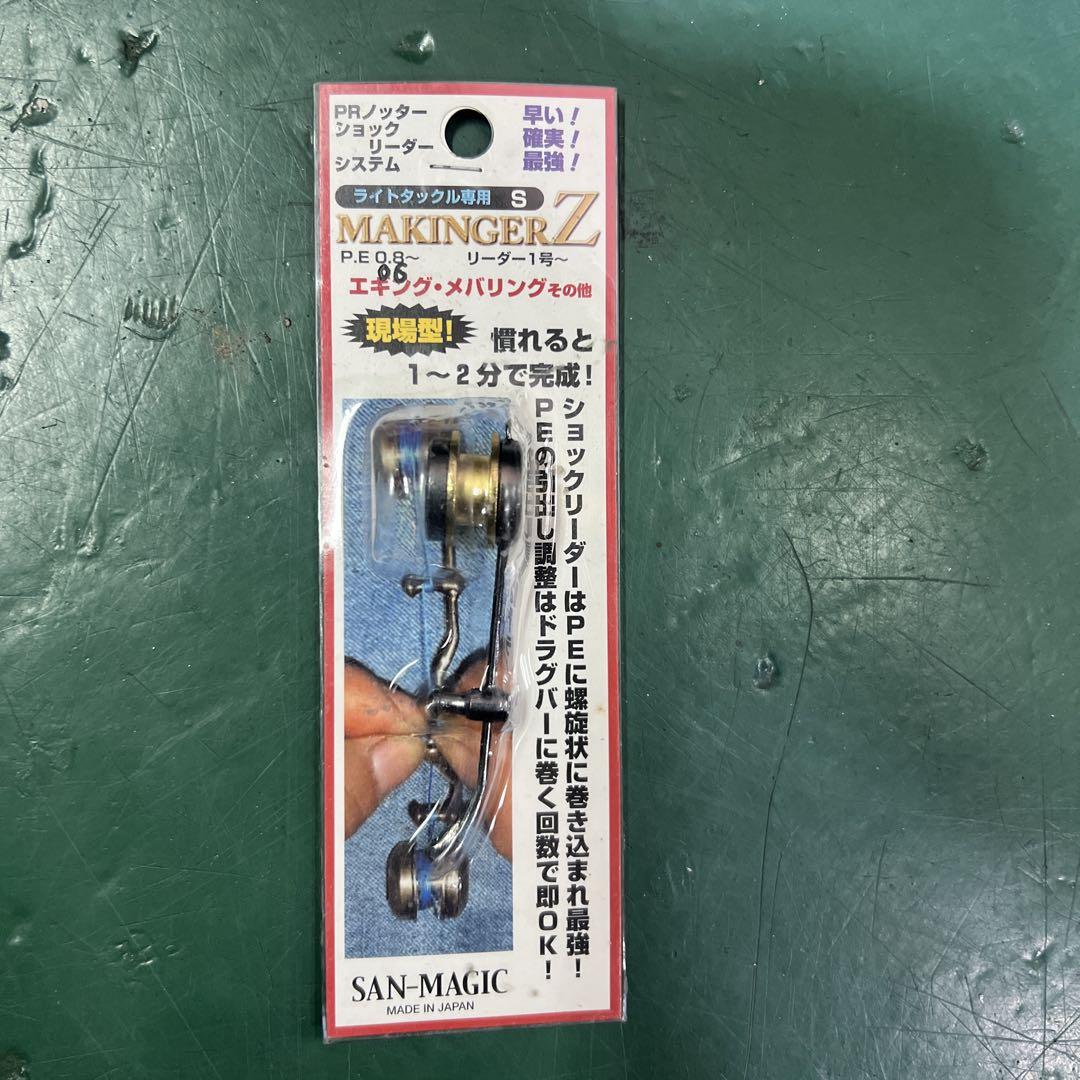 PRノッター
ショック
リーダー
システム
早い!
確実!
最強!
ライトタックル専用 S
MAKINGER Z
P.E 0.8~ リーダー1号~
06
エギング・メバリングその他
現場型!
慣れると
1~2分で完成!
ショックリーダーはPEに螺旋状に巻き込まれ最強!
PEの引出し調整はドラグバーに巻く回数で即OK!
SAN-MAGIC
MADE IN JAPAN